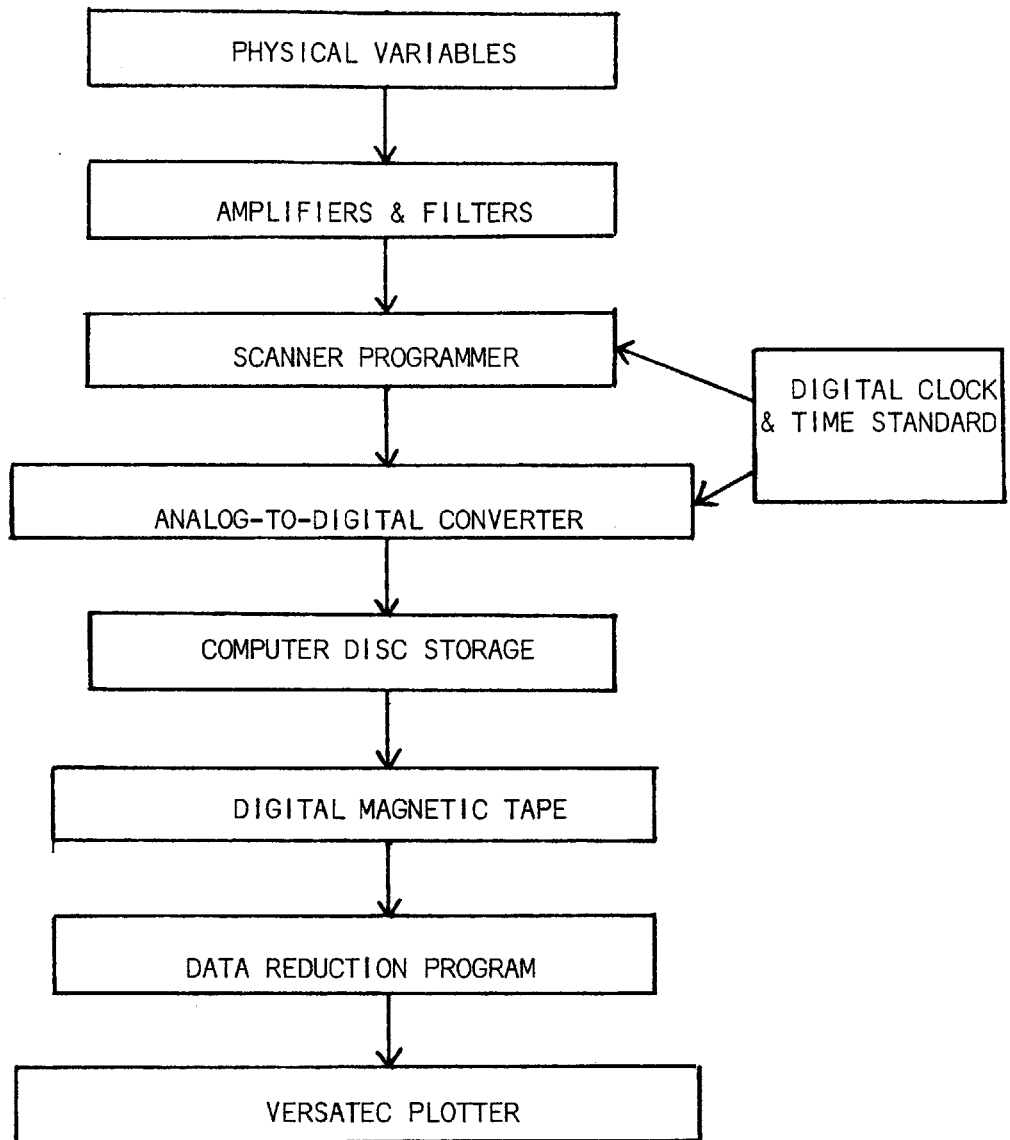 PHYSICAL VARIABLES
AMPLIFIERS & FILTERS
SCANNER PROGRAMMER
DIGITAL CLOCK
& TIME STANDARD
ANALOG-TO-DIGITAL CONVERTER
COMPUTER DISC STORAGE
DIGITAL MAGNETIC TAPE
DATA REDUCTION PROGRAM
VERSATEC PLOTTER